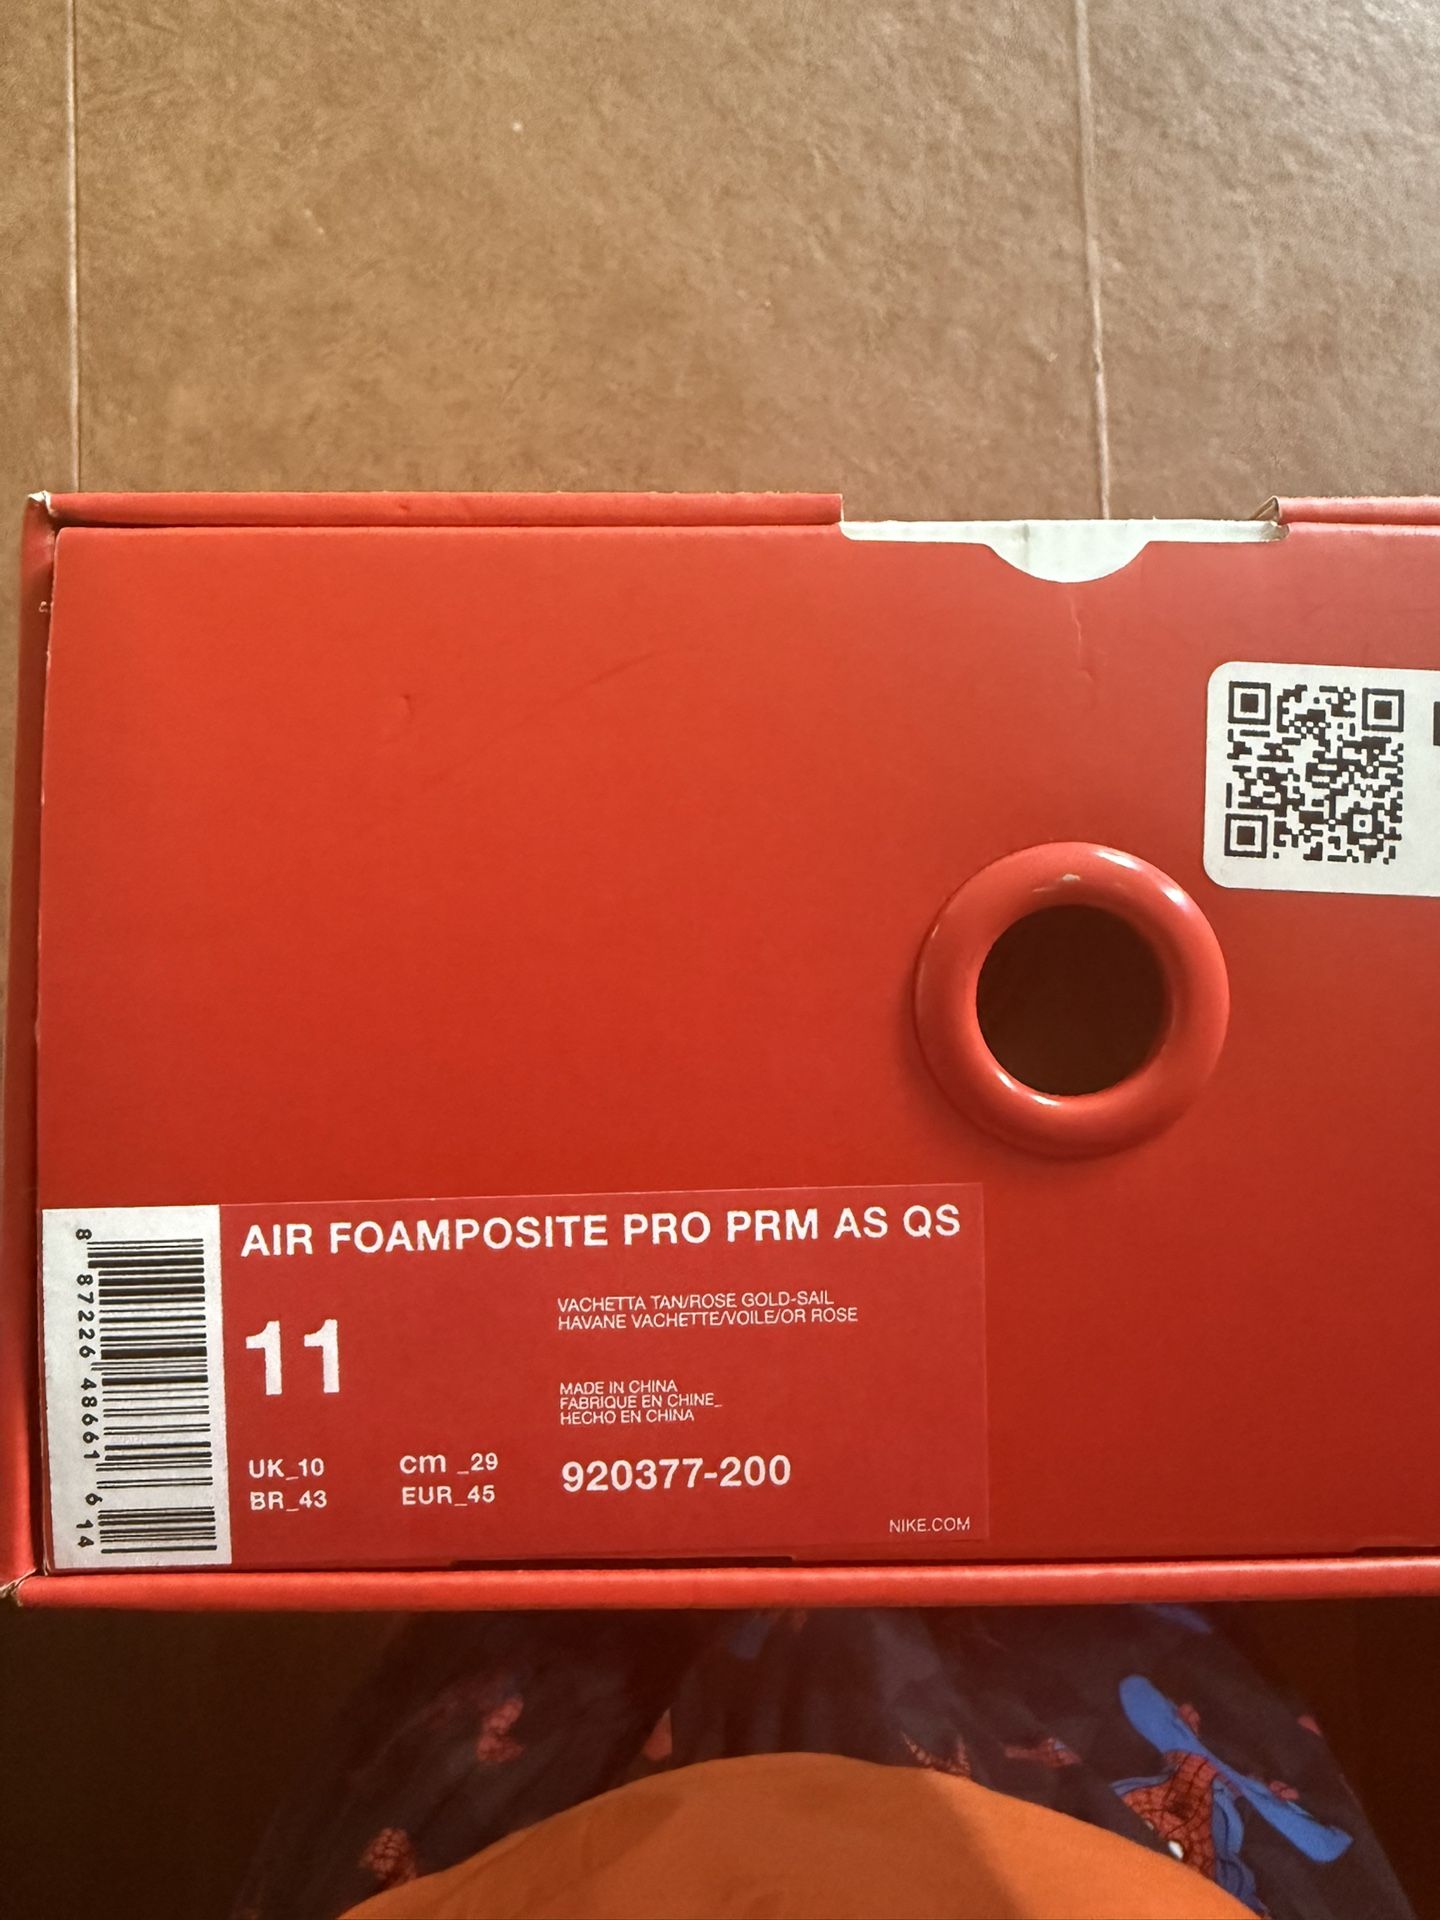 AIR FOAMPOSITE PRO PRM AS QS
11
VACHETTA TAN/ROSE GOLD-SAIL
HAVANE VACHETTE/VOILE/OR ROSE
MADE IN CHINA
FABRIQUE EN CHINE_
HECHO EN CHINA
UK_10 cm _29
BR_43 EUR_45
920377-200
NIKE.COM
8 87226 48661 6 14